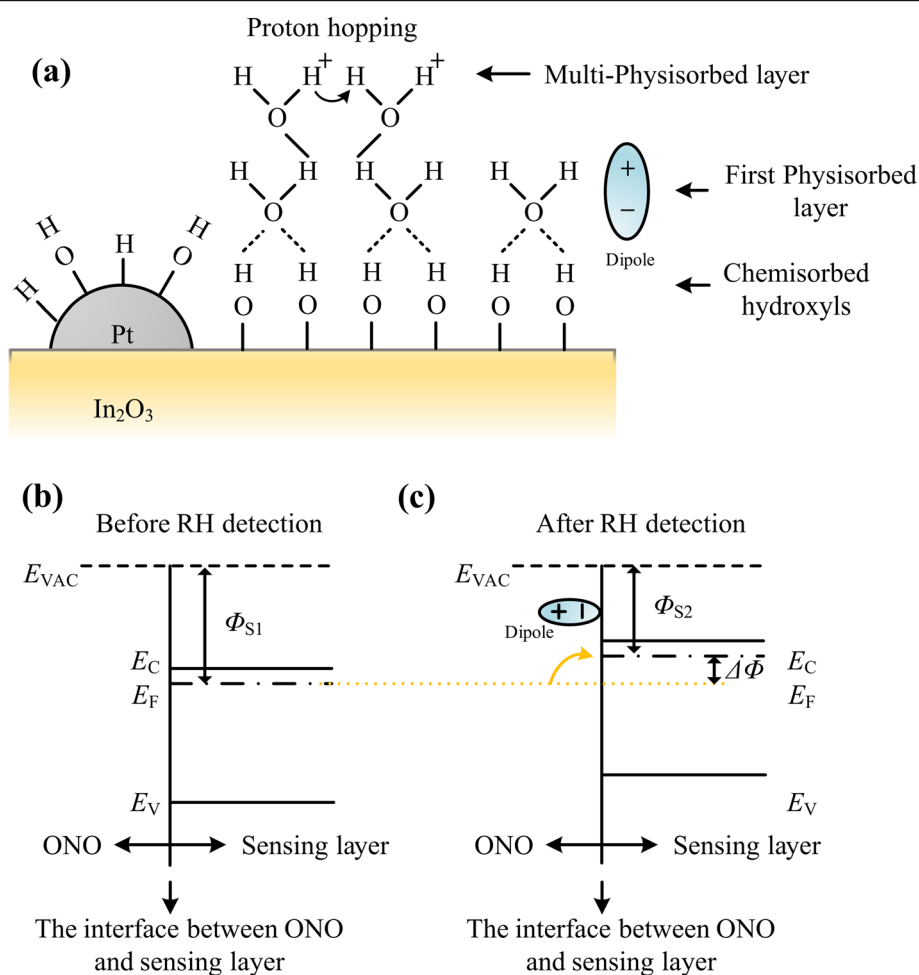 Proton hopping
(a)
H H+ H H+
Multi-Physisorbed layer
O O
H H H H H H
+
First Physisorbed
layer
O O O
−
Dipole
H O H O H
H
H H H H H H
Chemisorbed
hydroxyls
O O O O O O
Pt
In2O3
(b)
Before RH detection
EVAC
ΦS1
EC
EF
EV
ONO
Sensing layer
The interface between ONO
and sensing layer
(c)
After RH detection
EVAC
+ −
Dipole
ΦS2
EC
ΔΦ
EF
EV
ONO
Sensing layer
The interface between ONO
and sensing layer